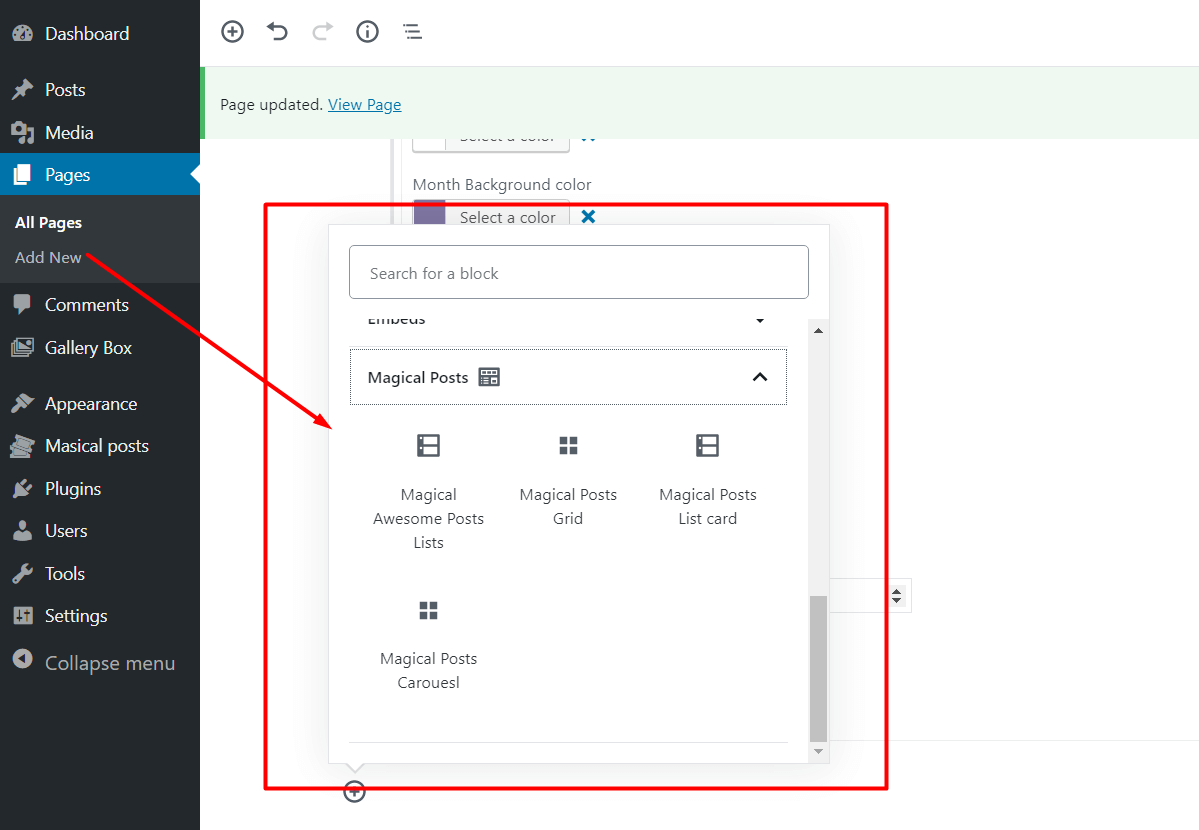 Dashboard
Posts
Media
Pages
All Pages
Add New
Comments
Gallery Box
Appearance
Masical posts
Plugins
Users
Tools
Settings
Collapse menu
Page updated. View Page
Select a color
Month Background color
Select a color
Search for a block
Embeds
Magical Posts
Magical
Awesome Posts
Lists
Magical Posts
Grid
Magical Posts
List card
Magical Posts
Carouesl